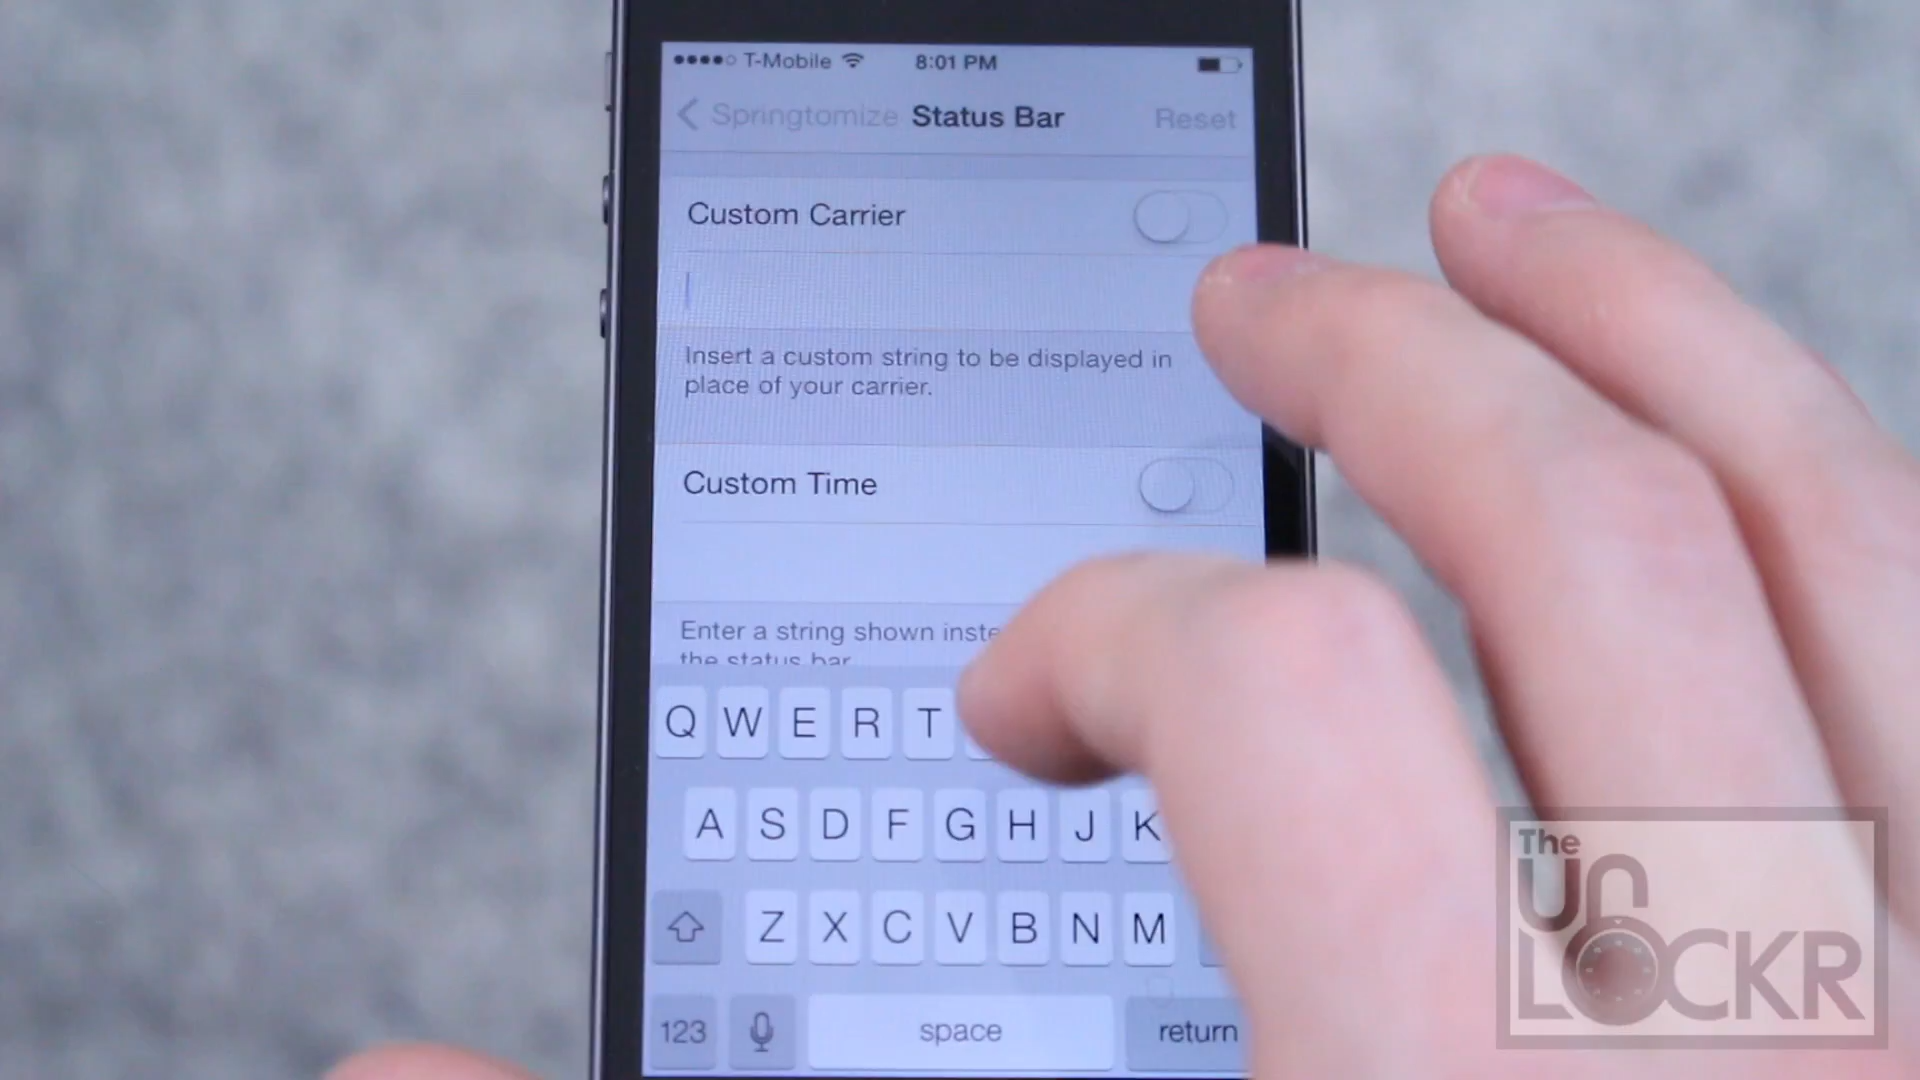 T-Mobile 8:01 PM
Springtomize Status Bar Reset
Custom Carrier
Insert a custom string to be displayed in
place of your carrier.
Custom Time
Enter a string shown
the status bar
Q W E R T
A S D F G H J K
Z X C V B N M
123 space return
The
UnLOCKR